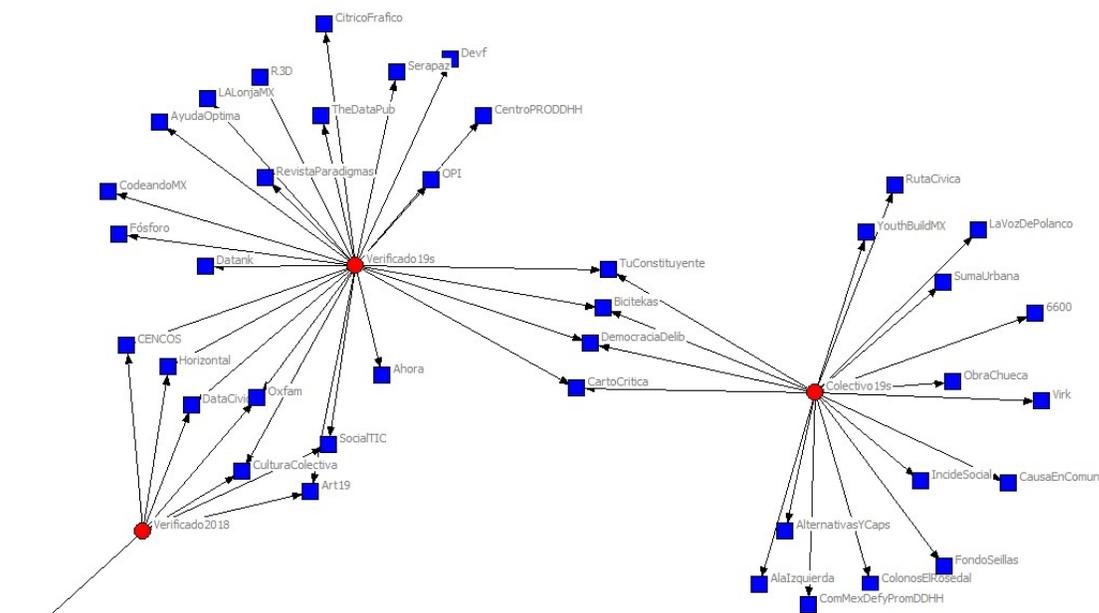 CitricoFrafico
Devf
Serapaz
R3D
LALonjaMX
TheDataPub
CentroPRODDHH
AyudaOptima
RevistaParadigmas
OPI
RutaCivica
CodeandoMX
YouthBuildMX
LaVozDePolanco
Fósforo
Datank
Verificado19s
TuConstituyente
SumaUrbana
Bicitekas
6600
CENCOS
DemocraciaDelib
Horizontal
Ahora
CartoCritica
Colectivo19s
ObraChueca
DataCivic
Oxfam
Virk
SocialTIC
CulturaColectiva
IncideSocial
CausaEnComun
Art19
Verificado2018
AlternativasYCaps
FondoSeillas
AlaIzquierda
ColonosElRosedal
ComMexDefyPromDDHH